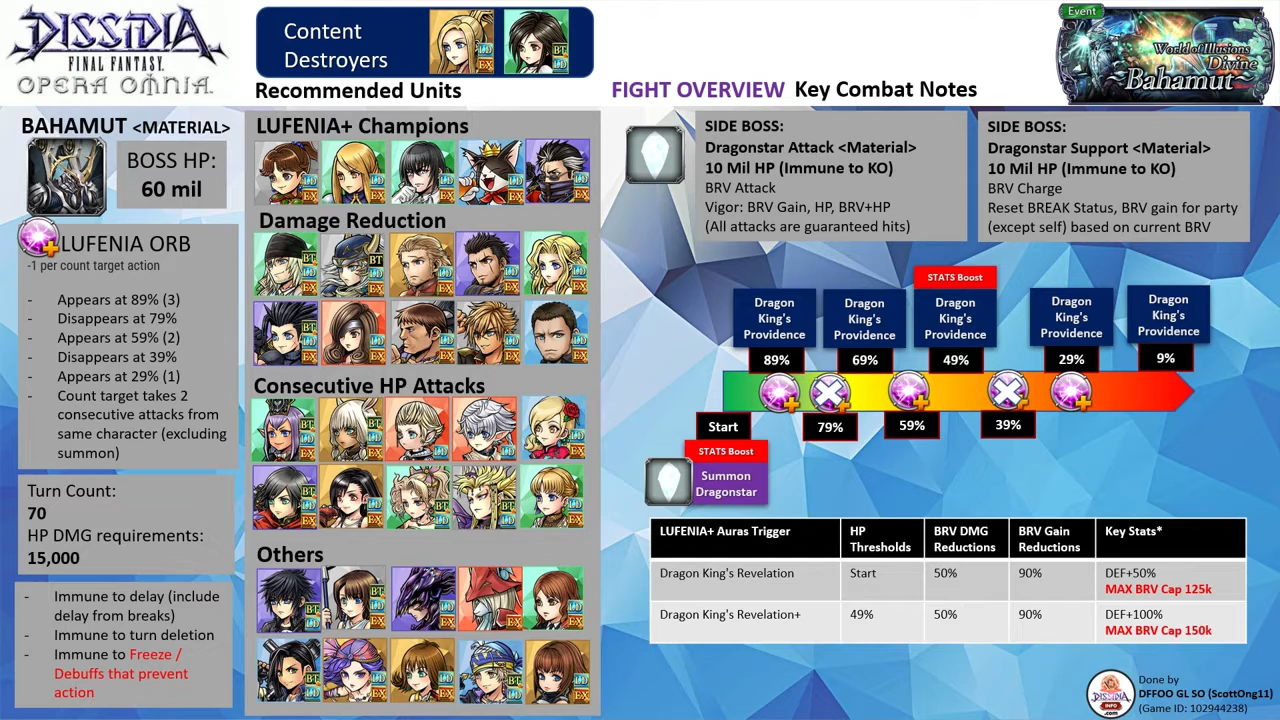 DISSIDIA
FINAL FANTASY
OPERA OMNIA
Content
Destroyers
LD
EX
BT
LD
Recommended Units
FIGHT OVERVIEW Key Combat Notes
Event
World of Illusions
Divine
Bahamut
BAHAMUT <MATERIAL>
BOSS HP:
60 mil
LUFENIA ORB
-1 per count target action
- Appears at 89% (3)
- Disappears at 79%
- Appears at 59% (2)
- Disappears at 39%
- Appears at 29% (1)
- Count target takes 2
consecutive attacks from
same character (excluding
summon)
Turn Count:
70
HP DMG requirements:
15,000
- Immune to delay (include
delay from breaks)
- Immune to turn deletion
- Immune to Freeze /
Debuffs that prevent
action
LUFENIA+ Champions
Damage Reduction
Consecutive HP Attacks
Others
SIDE BOSS:
Dragonstar Attack <Material>
10 Mil HP (Immune to KO)
BRV Attack
Vigor: BRV Gain, HP, BRV+HP
(All attacks are guaranteed hits)
SIDE BOSS:
Dragonstar Support <Material>
10 Mil HP (Immune to KO)
BRV Charge
Reset BREAK Status, BRV gain for party
(except self) based on current BRV
STATS Boost
Dragon
King's
Providence
89%
Dragon
King's
Providence
69%
Dragon
King's
Providence
49%
Dragon
King's
Providence
29%
Dragon
King's
Providence
9%
Start
79%
59%
39%
STATS Boost
Summon
Dragonstar
LUFENIA+ Auras Trigger HP Thresholds BRV DMG Reductions BRV Gain Reductions Key Stats*
Dragon King's Revelation Start 50% 90% DEF+50%
MAX BRV Cap 125k
Dragon King's Revelation+ 49% 50% 90% DEF+100%
MAX BRV Cap 150k
DISSIDIA
INFO
.com
Done by
DFFOO GL SO (ScottOng11)
(Game ID: 102944238)